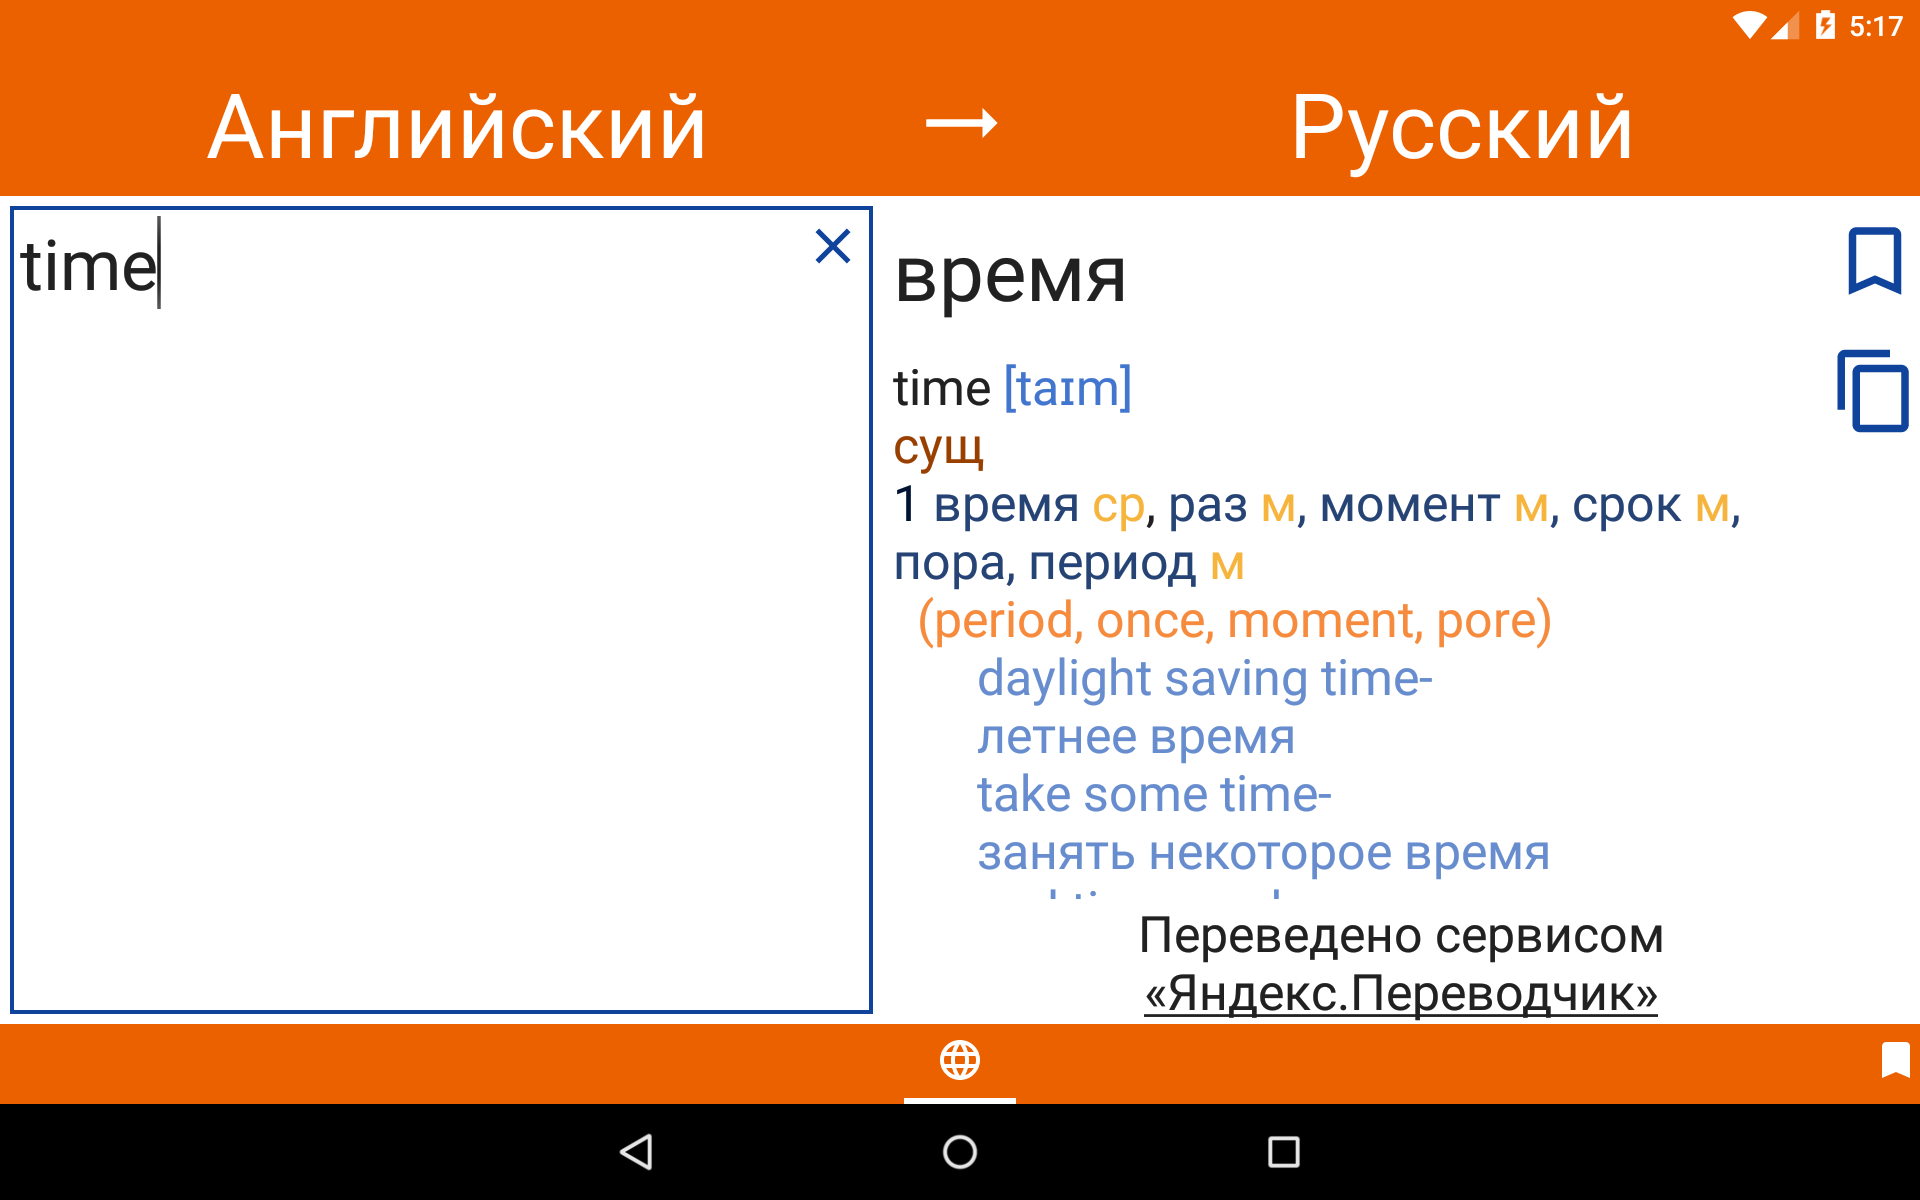 5:17
Английский → Русский
time
время
time [taɪm]
сущ
1 время ср, раз м, момент м, срок м,
пора, период м
(period, once, moment, pore)
daylight saving time-
летнее время
take some time-
занять некоторое время
Переведено сервисом
«Яндекс.Переводчик»